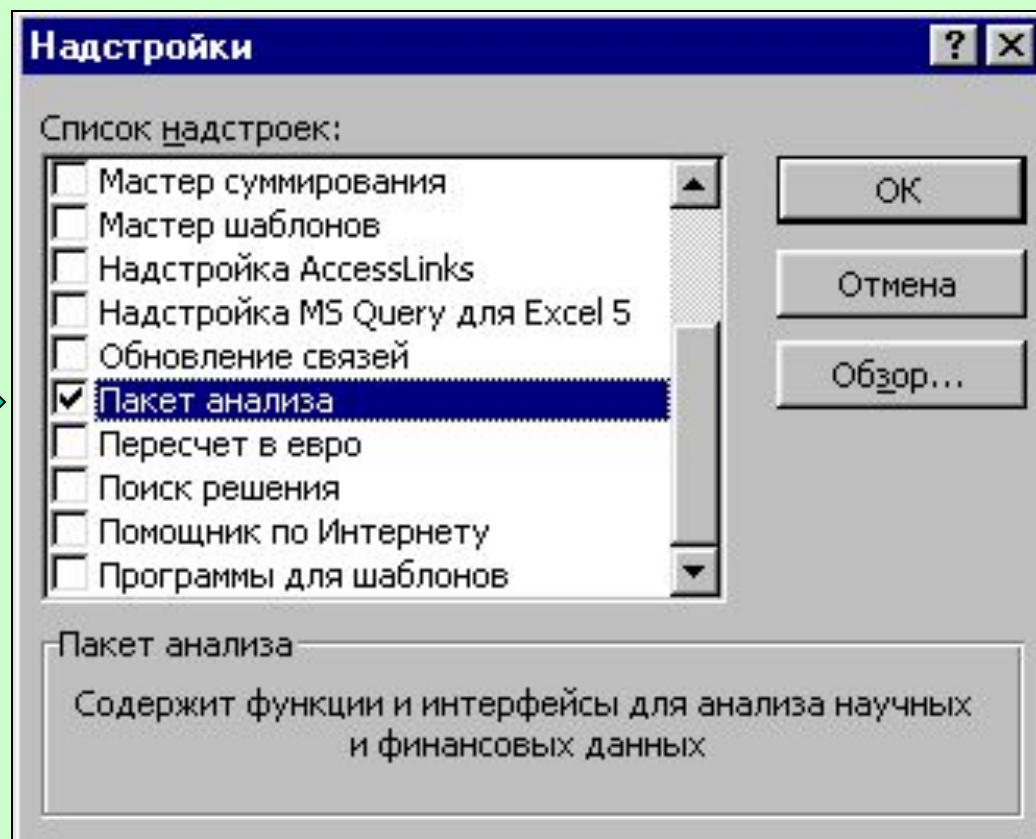 Надстройки
Список надстроек:
Мастер суммирования
Мастер шаблонов
Надстройка AccessLinks
Надстройка MS Query для Excel 5
Обновление связей
Пакет анализа
Пересчет в евро
Поиск решения
Помощник по Интернету
Программы для шаблонов
ОК
Отмена
Обзор...
Пакет анализа
Содержит функции и интерфейсы для анализа научных
и финансовых данных